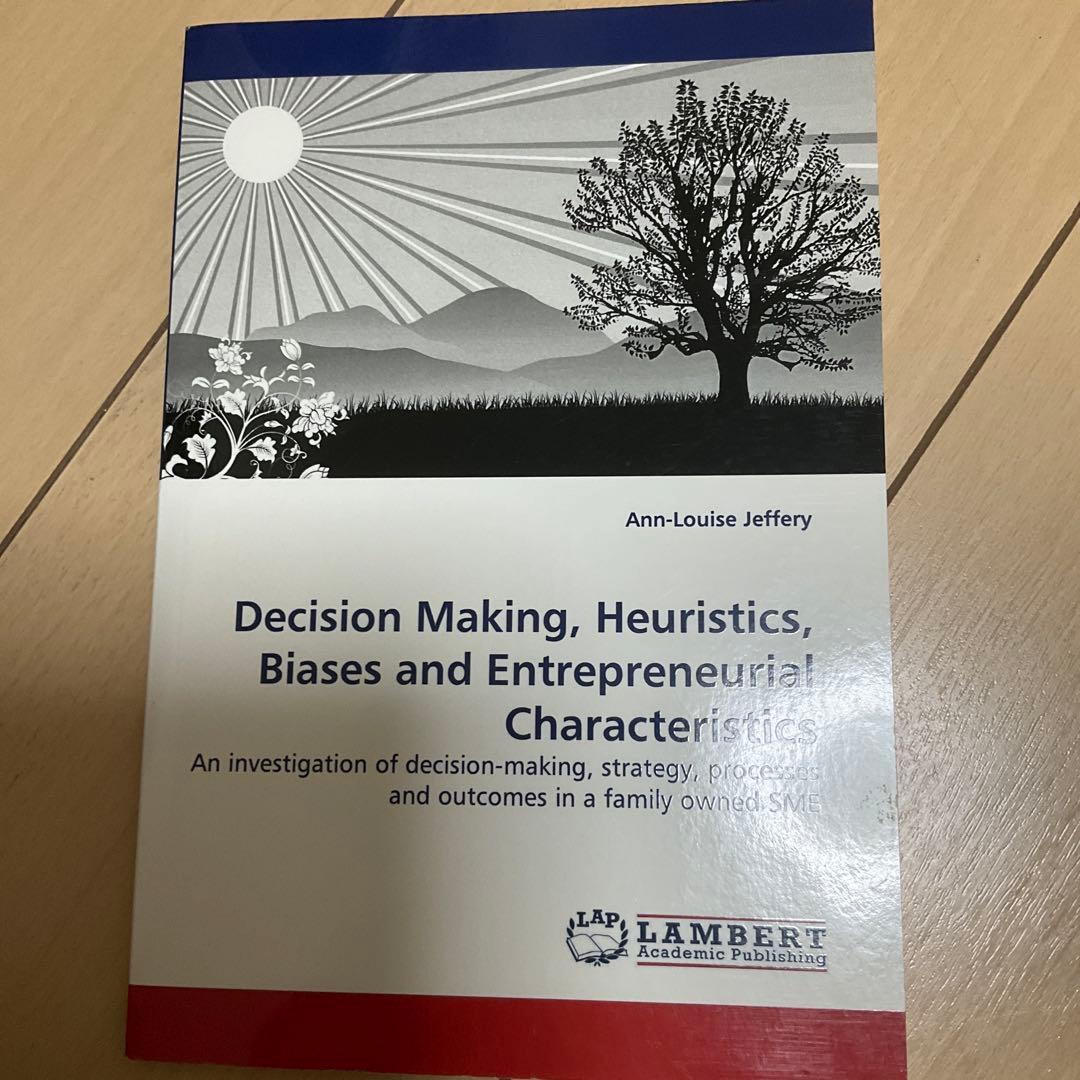 Ann-Louise Jeffery
Decision Making, Heuristics,
Biases and Entrepreneurial
Characteristics
An investigation of decision-making, strategy, processes
and outcomes in a family owned SME
LAP
LAMBERT
Academic Publishing